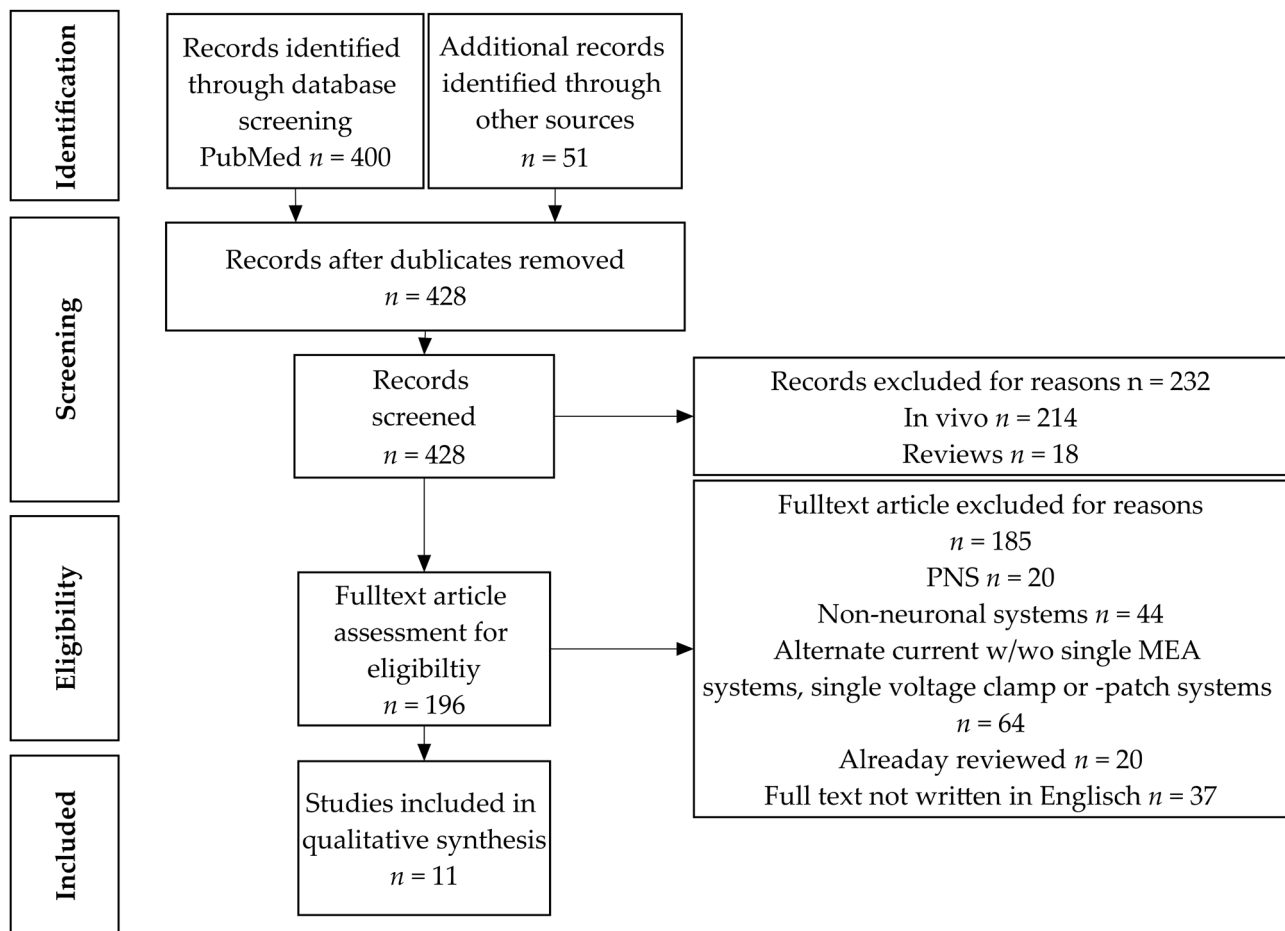 Identification
Records identified
through database
screening
PubMed n = 400
Additional records
identified through
other sources
n = 51
Screening
Records after dublicates removed
n = 428
Records
screened
n = 428
Records excluded for reasons n = 232
In vivo n = 214
Reviews n = 18
Eligibility
Fulltext article
assessment for
eligibiltiy
n = 196
Fulltext article excluded for reasons
n = 185
PNS n = 20
Non-neuronal systems n = 44
Alternate current w/wo single MEA
systems, single voltage clamp or -patch systems
n = 64
Alreaday reviewed n = 20
Full text not written in Englisch n = 37
Included
Studies included in
qualitative synthesis
n = 11